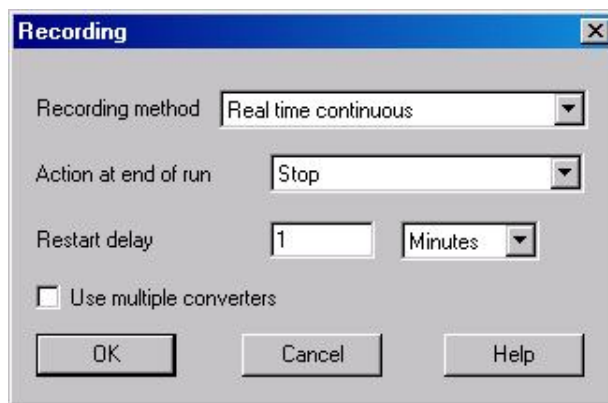 Recording
Recording method Real time continuous
Action at end of run Stop
Restart delay 1 Minutes
Use multiple converters
OK Cancel Help